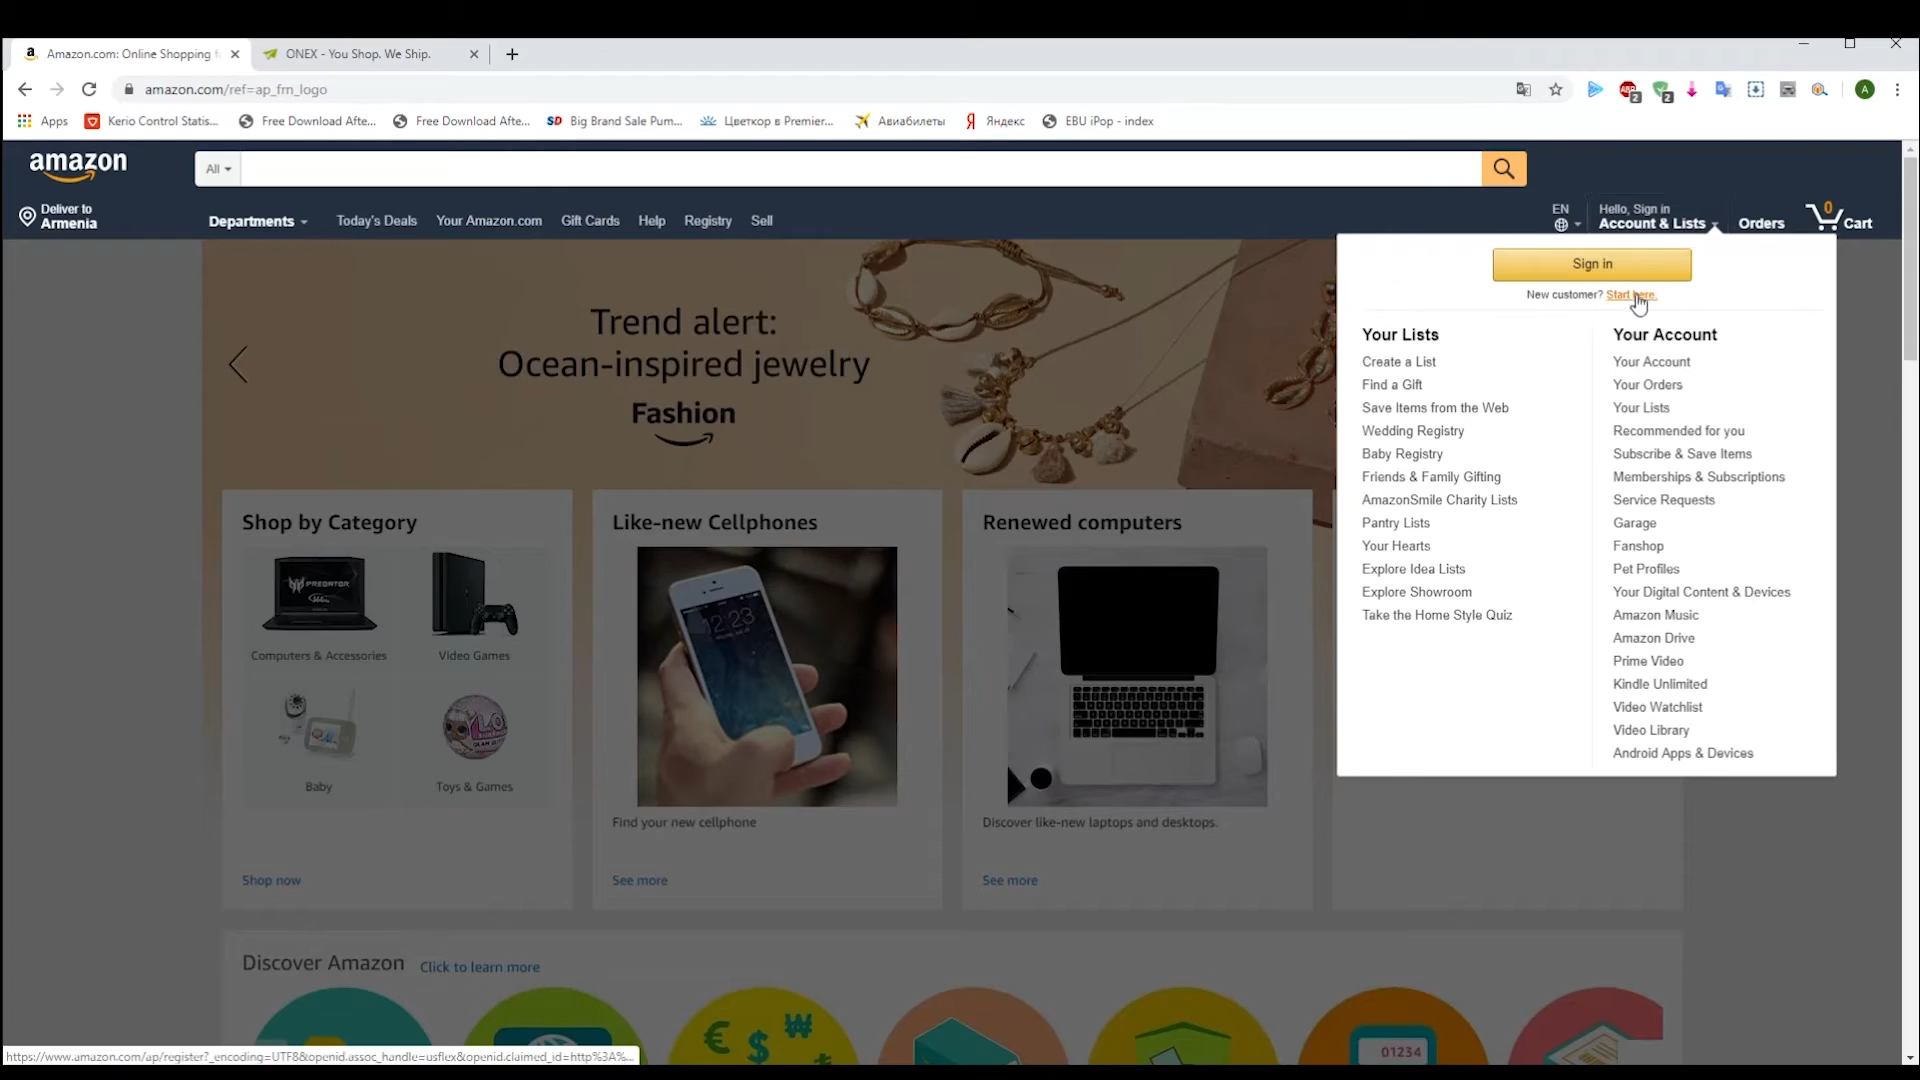 Amazon.com: Online Shopping f
ONEX - You Shop. We Ship.
amazon.com/ref=ap_frn_logo
2
2
A
Apps
Kerio Control Statis...
Free Download Afte...
Free Download Afte...
SD Big Brand Sale Pum...
Цветкор в Premier...
Авиабилеты
Я Яндекс
EBU iPop - index
amazon
All
Deliver to
Armenia
Departments
Today's Deals
Your Amazon.com
Gift Cards
Help
Registry
Sell
EN
Hello, Sign in
Account & Lists
Orders
0
Cart
Sign in
New customer? Start here.
Your Lists
Create a List
Find a Gift
Save Items from the Web
Wedding Registry
Baby Registry
Friends & Family Gifting
AmazonSmile Charity Lists
Pantry Lists
Your Hearts
Explore Idea Lists
Explore Showroom
Take the Home Style Quiz
Your Account
Your Account
Your Orders
Your Lists
Recommended for you
Subscribe & Save Items
Memberships & Subscriptions
Service Requests
Garage
Fanshop
Pet Profiles
Your Digital Content & Devices
Amazon Music
Amazon Drive
Prime Video
Kindle Unlimited
Video Watchlist
Video Library
Android Apps & Devices
Trend alert:
Ocean-inspired jewelry
Fashion
Shop by Category
PREDATOR
Computers & Accessories
Video Games
Baby
Toys & Games
Shop now
Like-new Cellphones
12:23
Find your new cellphone
See more
Renewed computers
Discover like-new laptops and desktops.
See more
Discover Amazon
Click to learn more
€ $ ₩
01234
https://www.amazon.com/ap/register?_encoding=UTF8&openid.assoc_handle=usflex&openid.claimed_id=http%3A%...